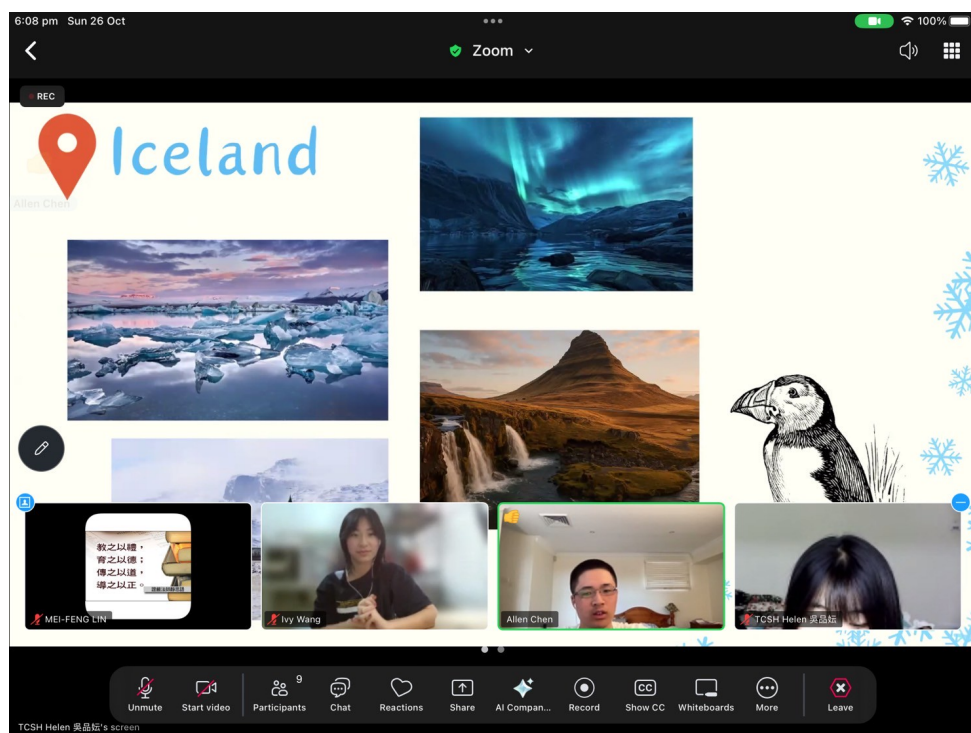 6:08 pm Sun 26 Oct
100%
Zoom
REC
Iceland
Allen Chen
教之以禮，
育之以德；
傳之以道，
導之以正。
MEI-FENG LIN
Ivy Wang
Allen Chen
TCSH Helen 吳品妘
Unmute
Start video
9
Participants
Chat
Reactions
Share
AI Compan...
Record
CC
Show CC
Whiteboards
More
Leave
TCSH Helen 吳品妘's screen